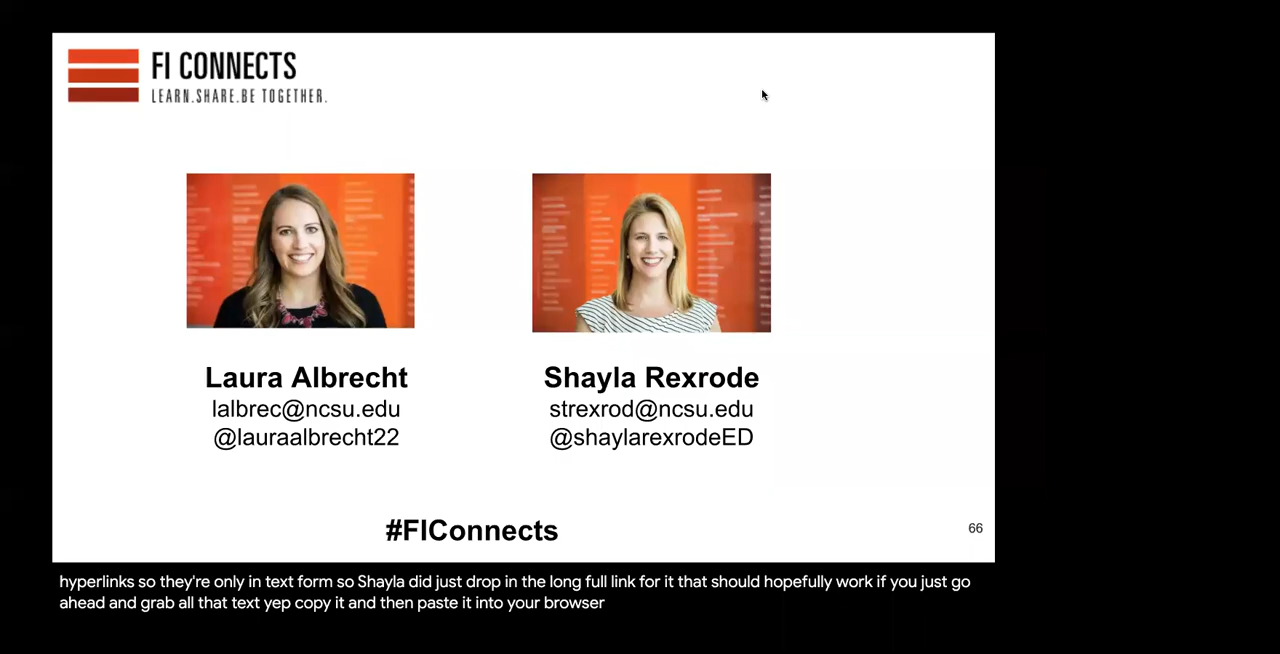 FI CONNECTS
LEARN.SHARE.BE TOGETHER.
Laura Albrecht
lalbrec@ncsu.edu
@lauraalbrecht22
Shayla Rexrode
strexrod@ncsu.edu
@shaylarexrodeED
#FIConnects
66
hyperlinks so they're only in text form so Shayla did just drop in the long full link for it that should hopefully work if you just go
ahead and grab all that text yep copy it and then paste it into your browser